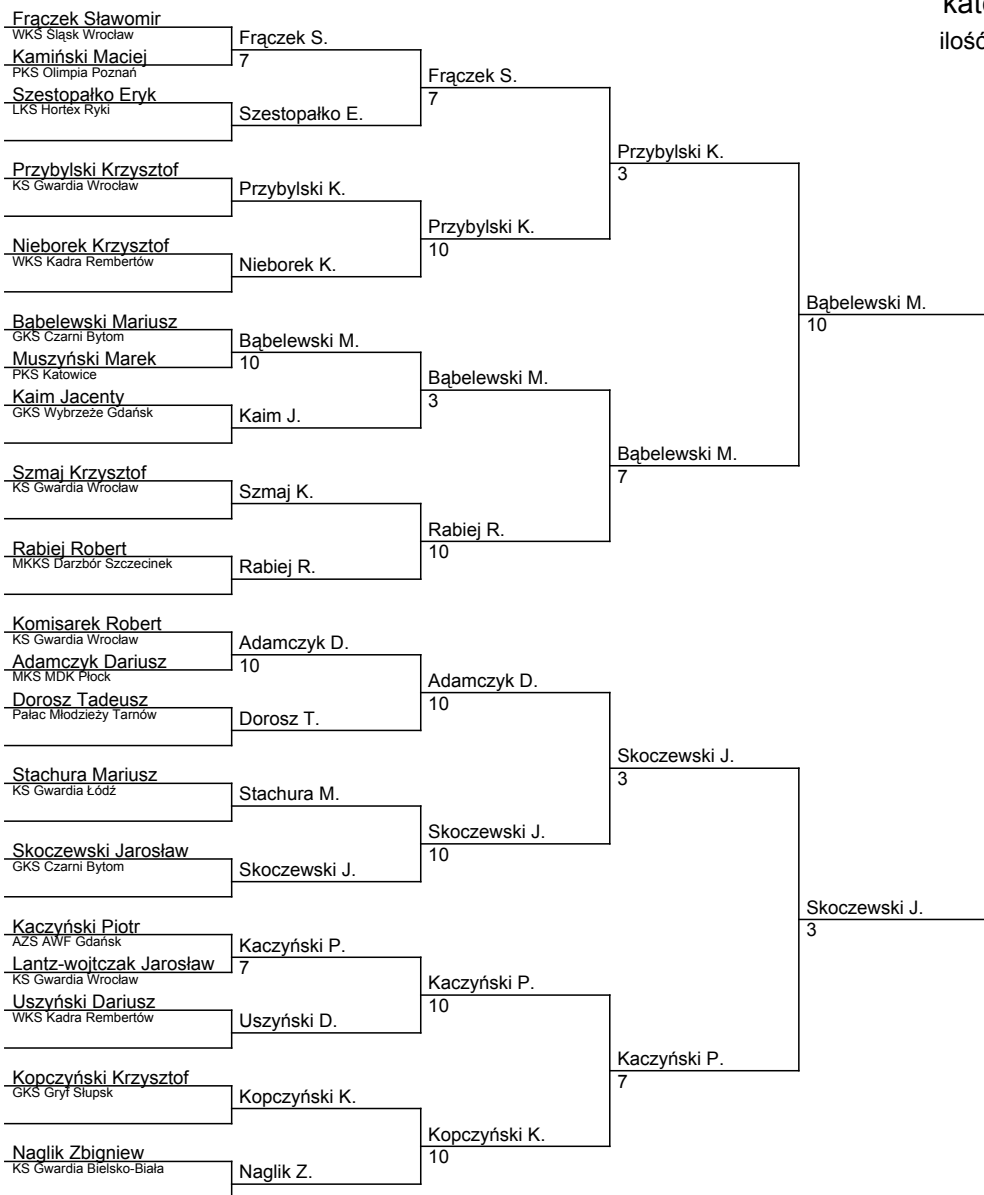 kate
ilość
Frączek Sławomir
WKS Śląsk Wrocław
Kamiński Maciej
PKS Olimpia Poznań
Szestopałko Eryk
LKS Hortex Ryki
Przybylski Krzysztof
KS Gwardia Wrocław
Nieborek Krzysztof
WKS Kadra Rembertów
Bąbelewski Mariusz
GKS Czarni Bytom
Muszyński Marek
PKS Katowice
Kaim Jacenty
GKS Wybrzeże Gdańsk
Szmaj Krzysztof
KS Gwardia Wrocław
Rabiej Robert
MKKS Darzbór Szczecinek
Komisarek Robert
KS Gwardia Wrocław
Adamczyk Dariusz
MKS MDK Płock
Dorosz Tadeusz
Pałac Młodzieży Tarnów
Stachura Mariusz
KS Gwardia Łódź
Skoczewski Jarosław
GKS Czarni Bytom
Kaczyński Piotr
AZS AWF Gdańsk
Lantz-wojtczak Jarosław
KS Gwardia Wrocław
Uszyński Dariusz
WKS Kadra Rembertów
Kopczyński Krzysztof
GKS Gryf Słupsk
Naglik Zbigniew
KS Gwardia Bielsko-Biała
Frączek S.
7
Szestopałko E.
Przybylski K.
Nieborek K.
Bąbelewski M.
10
Kaim J.
Szmaj K.
Rabiej R.
Adamczyk D.
10
Dorosz T.
Stachura M.
Skoczewski J.
Kaczyński P.
7
Uszyński D.
Kopczyński K.
Naglik Z.
Frączek S.
7
Przybylski K.
10
Bąbelewski M.
3
Rabiej R.
10
Adamczyk D.
10
Skoczewski J.
10
Kaczyński P.
10
Kopczyński K.
10
Przybylski K.
3
Bąbelewski M.
7
Skoczewski J.
3
Kaczyński P.
7
Bąbelewski M.
10
Skoczewski J.
3